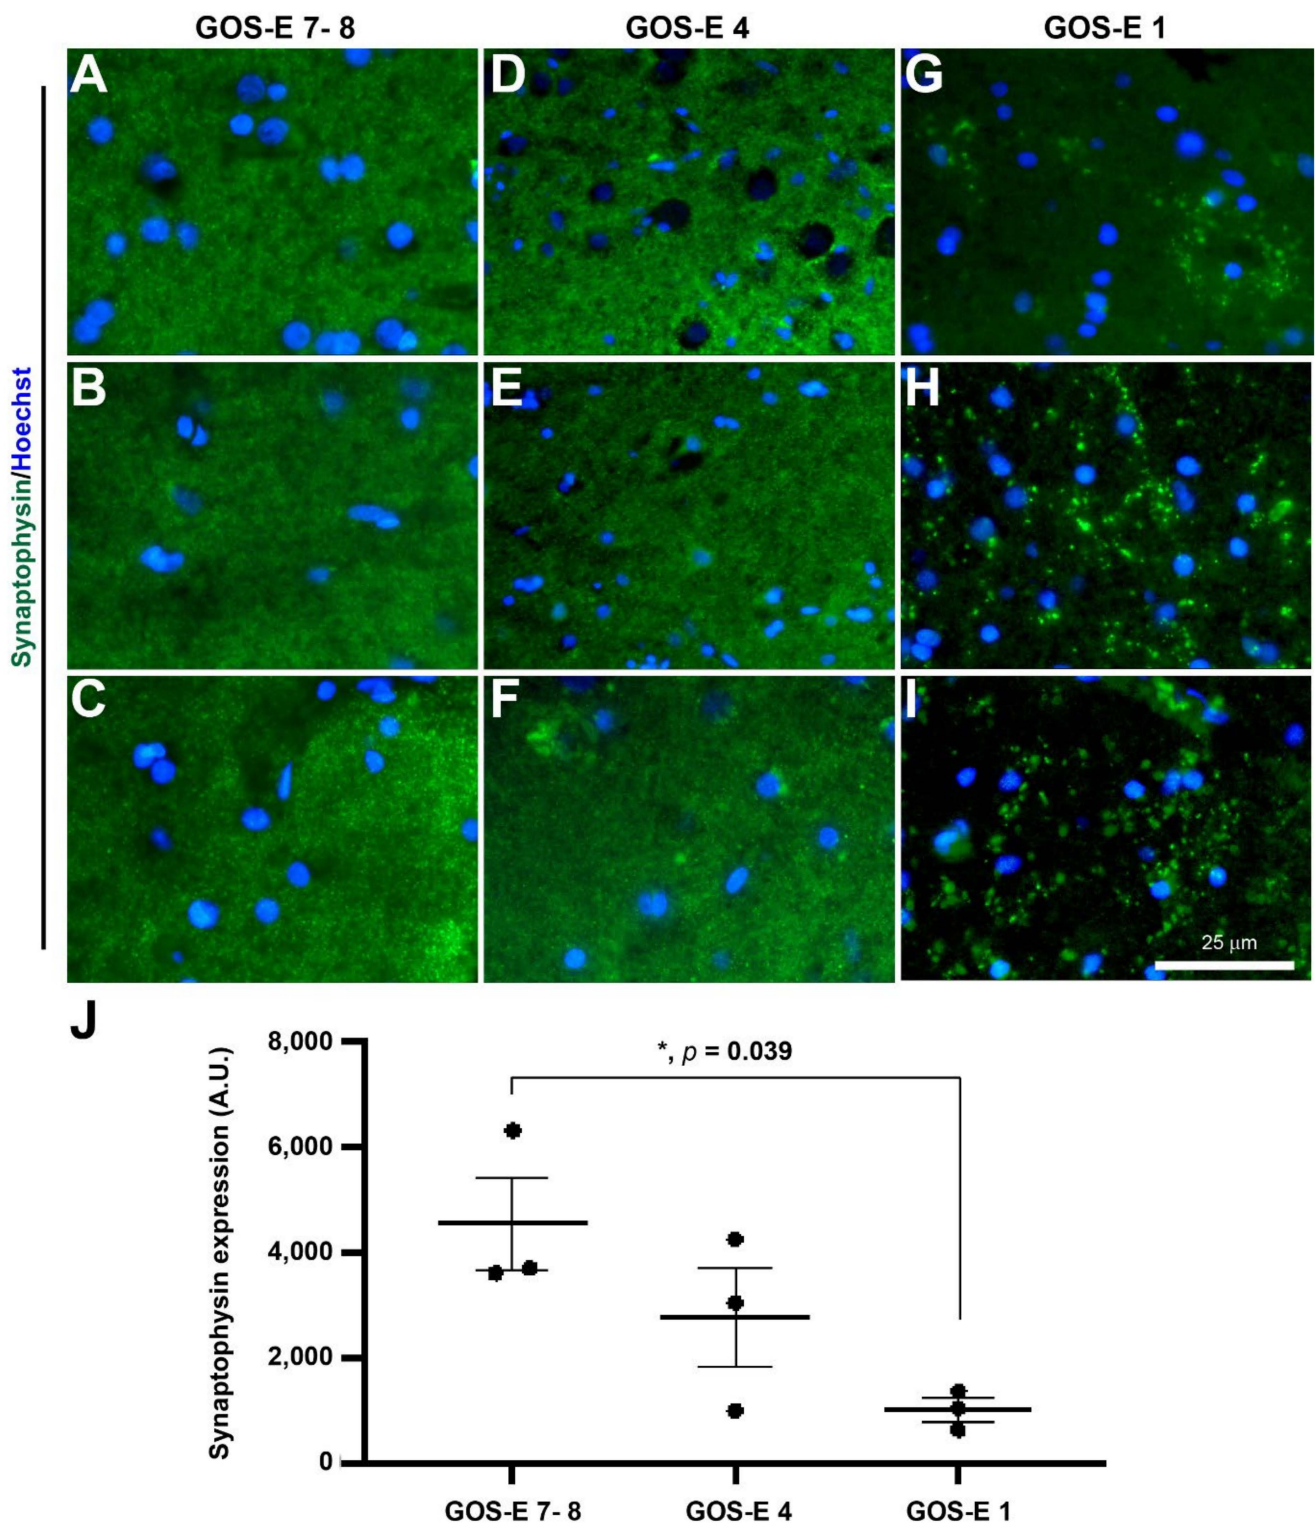 GOS-E 7- 8
GOS-E 4
GOS-E 1
A
D
G
B
E
H
C
F
I
Synaptophysin/Hoechst
25 μm
J
Synaptophysin expression (A.U.)
8,000
6,000
4,000
2,000
0
*, p = 0.039
GOS-E 7- 8
GOS-E 4
GOS-E 1